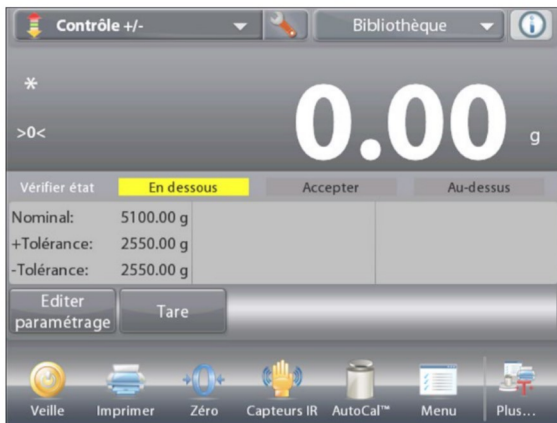 Contrôle +/- Bibliothèque
*
>0< 0.00 g
Vérifier état En dessous Accepter Au-dessus
Nominal: 5100.00 g
+Tolérance: 2550.00 g
-Tolérance: 2550.00 g
Editer
paramétrage Tare
Veille Imprimer Zéro Capteurs IR AutoCal™ Menu Plus...